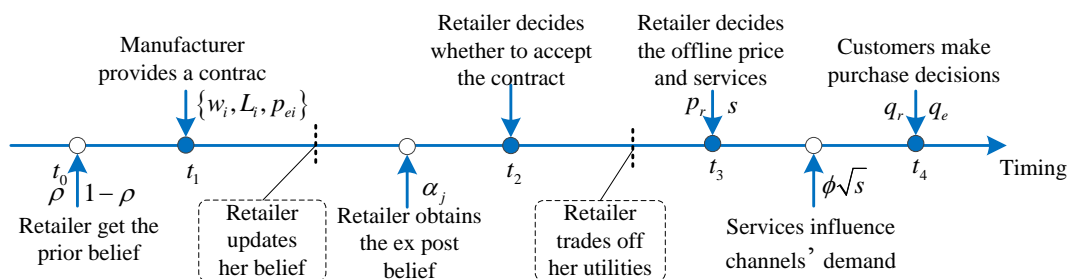 Manufacturer
provides a contrac
{w_i, L_i, p_{ei}}
Retailer decides
whether to accept
the contract
Retailer decides
the offline price
and services
p_r s
Customers make
purchase decisions
q_r q_e
t_0
t_1
t_2
t_3
t_4
Timing
ρ 1−ρ
Retailer get the
prior belief
Retailer
updates
her belief
α_j
Retailer obtains
the ex post
belief
Retailer
trades off
her utilities
ϕ√s
Services influence
channels’ demand